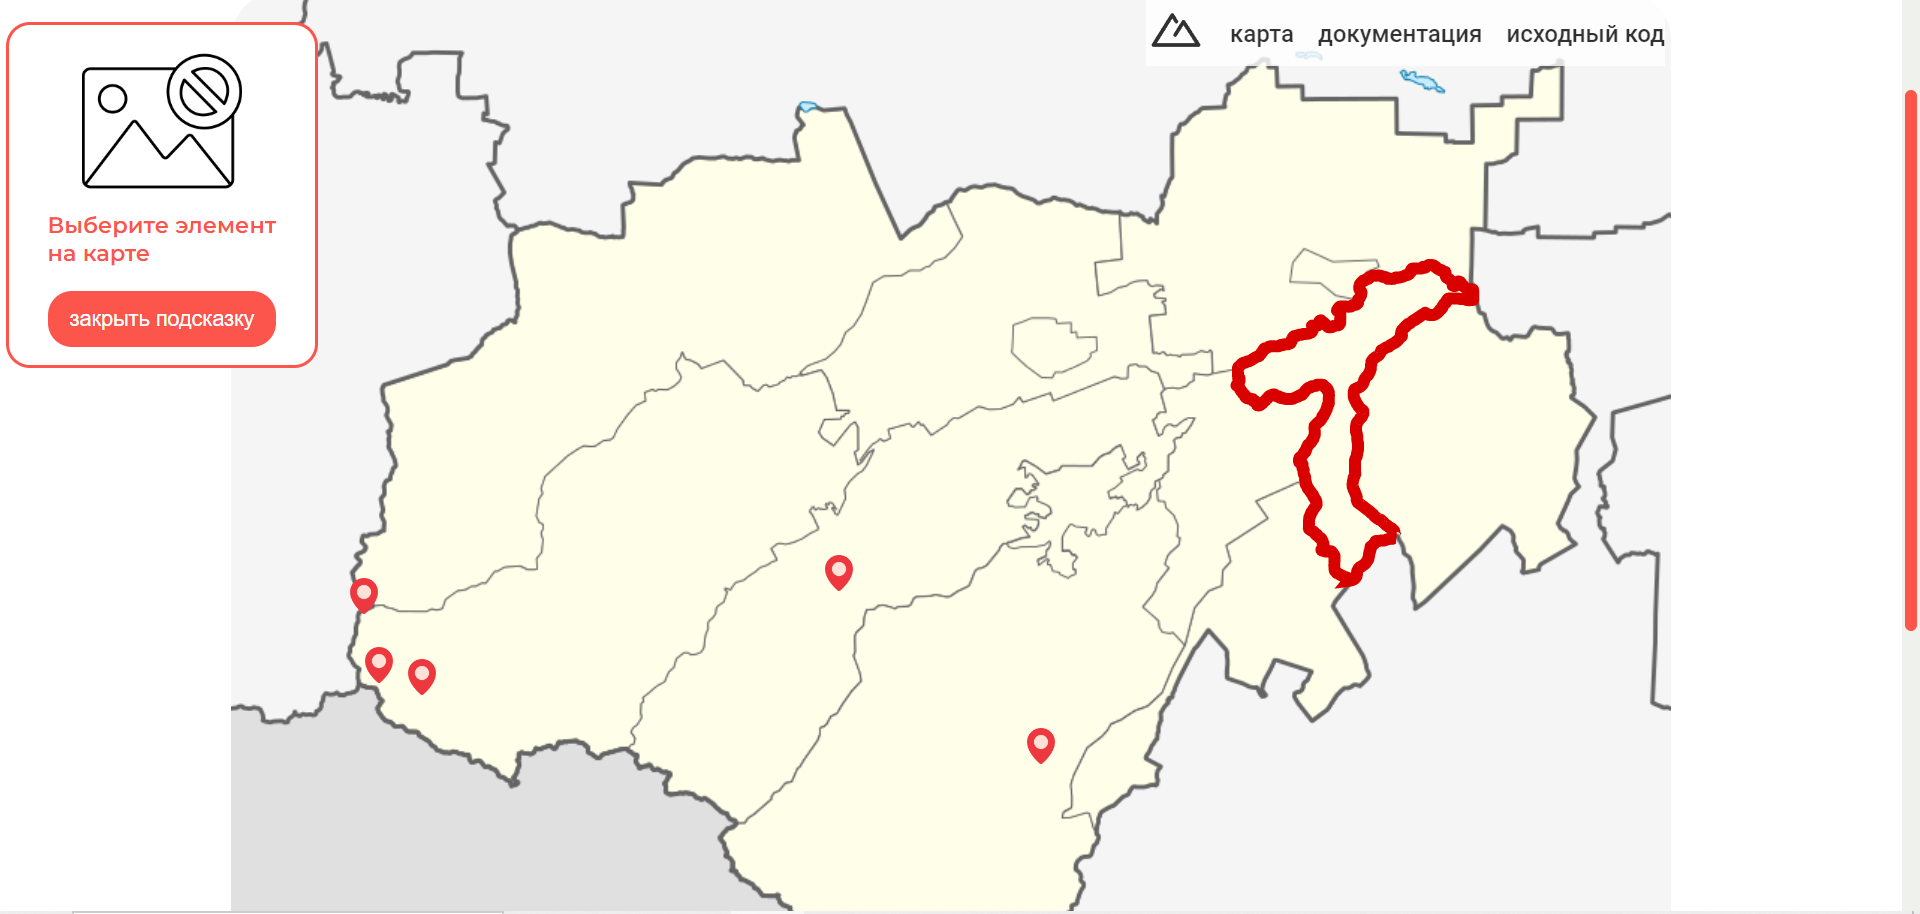 карта документация исходный код
Выберите элемент
на карте
закрыть подсказку